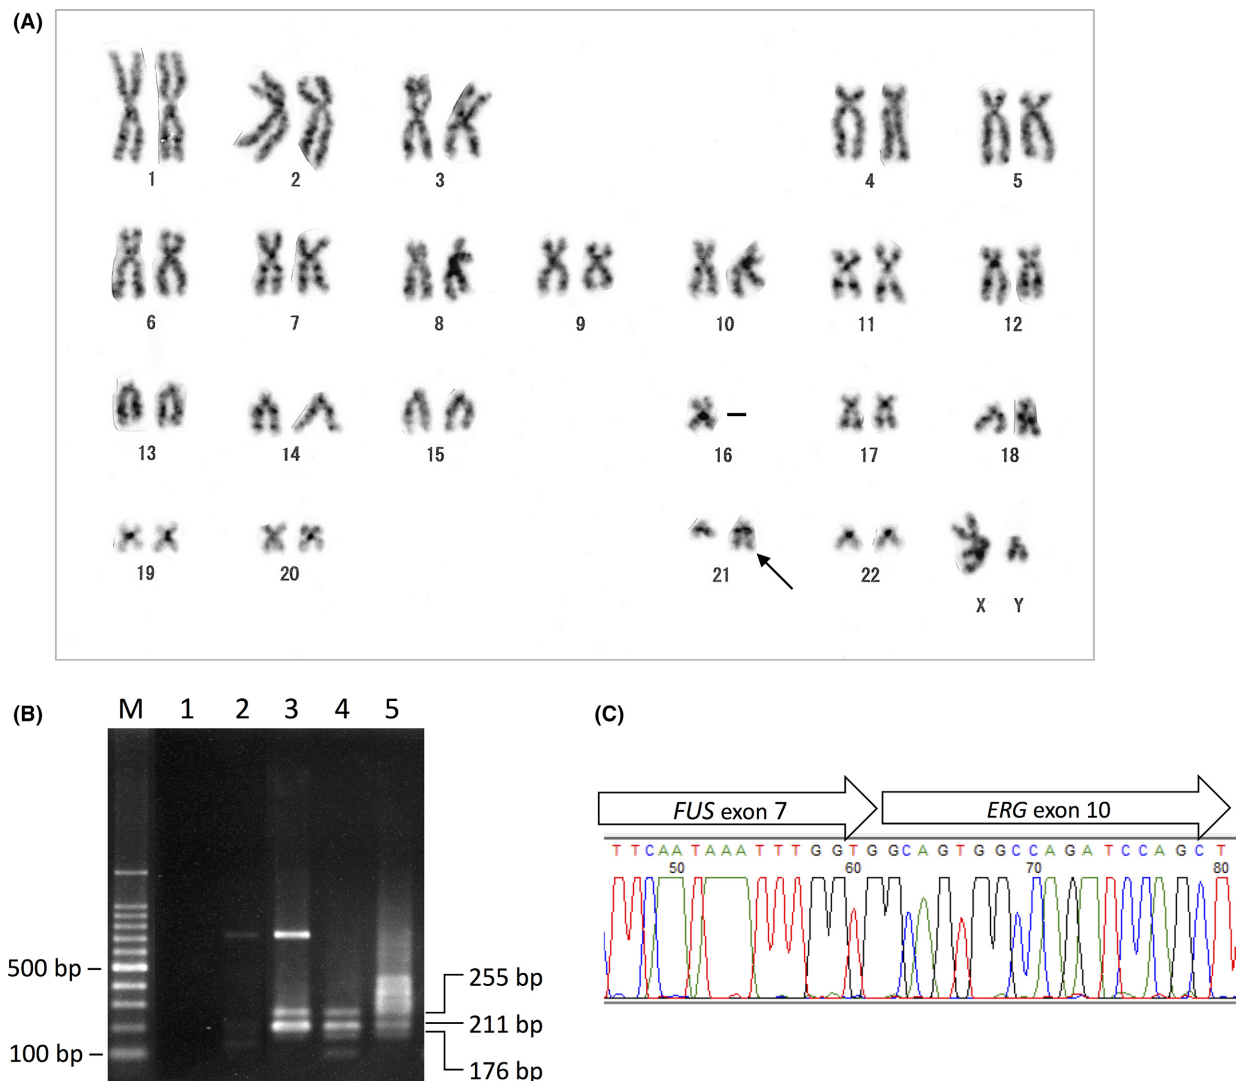 (A)
1 2 3 4 5
6 7 8 9 10 11 12
13 14 15 16 17 18
19 20 21 22
X Y
(B)
M 1 2 3 4 5
500 bp
100 bp
255 bp
211 bp
176 bp
(C)
FUS exon 7 ERG exon 10
T T C A A T A A A T T T G G T G G C A G T G G C C A G A T C C A G C T
50 60 70 80